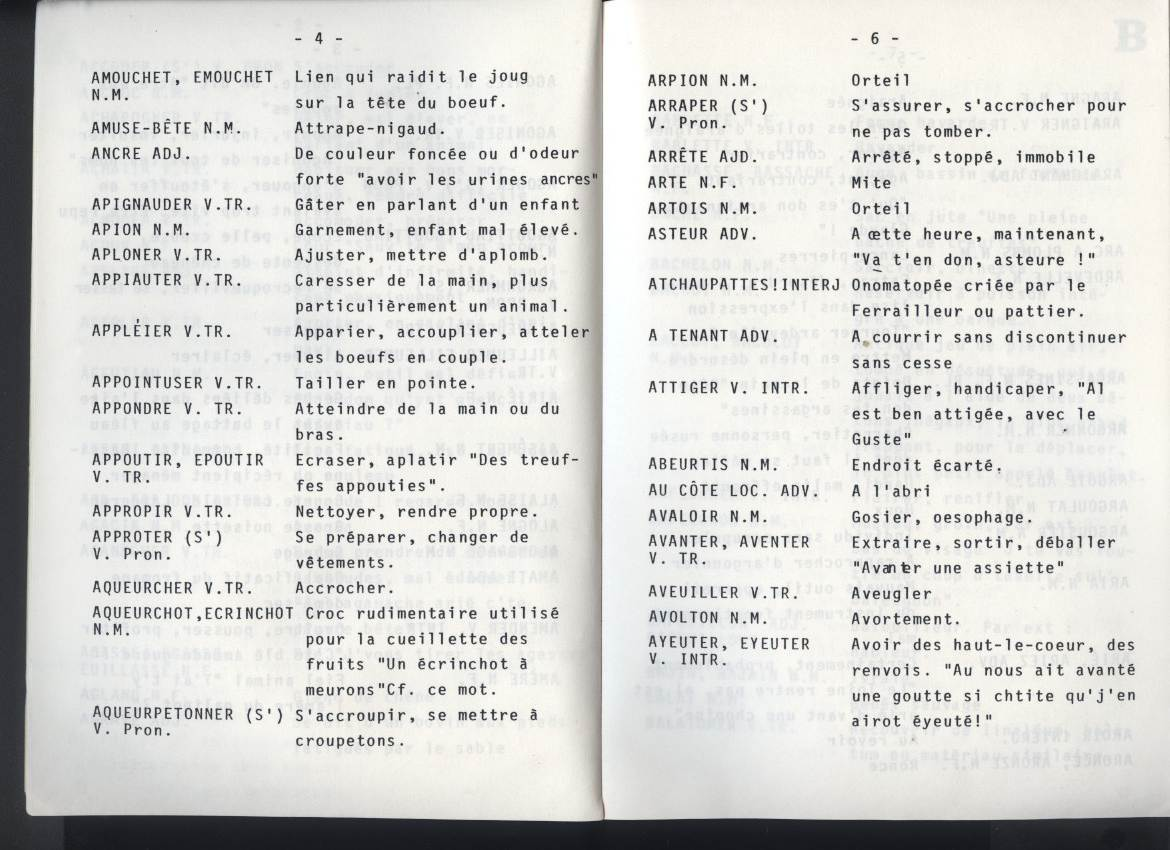 - 4 -
AMOUCHET, EMOUCHET Lien qui raidit le joug
N.M. sur la tête du boeuf.
AMUSE-BÊTE N.M. Attrape-nigaud.
ANCRE ADJ. De couleur foncée ou d'odeur
forte "avoir les urines ancres"
APIGNAUDER V.TR. Gâter en parlant d'un enfant
APION N.M. Garnement, enfant mal élevé.
APLONER V.TR. Ajuster, mettre d'aplomb.
APPIAUTER V.TR. Caresser de la main, plus
particulièrement un animal.
APPLÉIER V.TR. Apparier, accouplier, atteler
les boeufs en couple.
APPOINTUSER V.TR. Tailler en pointe.
APPONDRE V. TR. Atteindre de la main ou du
bras.
APPOUTIR, EPOUTIR Ecraser, aplatir "Des treuf-
V. TR. fes appouties".
APPROPIR V.TR. Nettoyer, rendre propre.
APPROTER (S') Se préparer, changer de
V. Pron. vêtements.
AQUEURCHER V.TR. Accrocher.
AQUEURCHOT,ECRINCHOT Croc rudimentaire utilisé
N.M. pour la cueillette des
fruits "Un écrinchot à
meurons"Cf. ce mot.
AQUEURPETONNER (S') S'accroupir, se mettre à
V. Pron. croupetons.
- 6 -
ARPION N.M. Orteil
ARRAPER (S') S'assurer, s'accrocher pour
V. Pron. ne pas tomber.
ARRÊTE AJD. Arrêté, stoppé, immobile
ARTE N.F. Mite
ARTOIS N.M. Orteil
ASTEUR ADV. A cette heure, maintenant,
"Va t'en don, asteure !"
ATCHAUPATTES!INTERJ Onomatopée criée par le
Ferrailleur ou pattier.
A TENANT ADV. A courrir sans discontinuer
sans cesse
ATTIGER V. INTR. Affliger, handicaper, "Al
est ben attigée, avec le
Guste"
ABEURTIS N.M. Endroit écarté.
AU CÔTE LOC. ADV. A l'abri
AVALOIR N.M. Gosier, oesophage.
AVANTER, AVENTER Extraire, sortir, déballer
V. TR. "Avanter une assiette"
AVEUILLER V.TR. Aveugler
AVOLTON N.M. Avortement.
AYEUTER, EYEUTER Avoir des haut-le-coeur, des
V. INTR. renvois. "Au nous ait avanté
une goutte si chtite qu'j'en
airot éyeuté!"
B